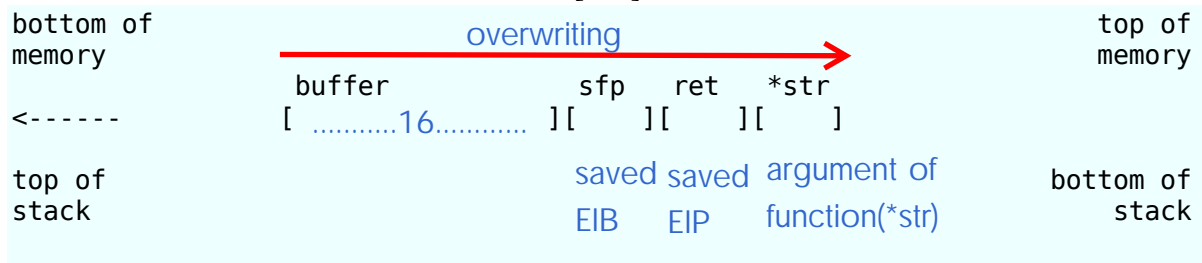 bottom of memory
overwriting
top of memory
buffer sfp ret *str
<------ [ ...........16............ ][ ][ ][ ]
top of stack
saved EIB
saved EIP
argument of function(*str)
bottom of stack